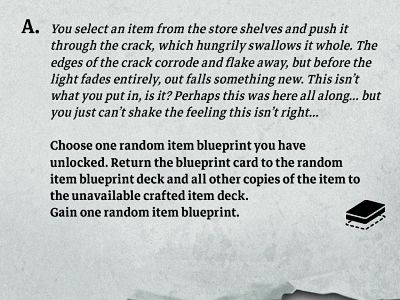 A. You select an item from the store shelves and push it
through the crack, which hungrily swallows it whole. The
edges of the crack corrode and flake away, but before the
light fades entirely, out falls something new. This isn’t
what you put in, is it? Perhaps this was here all along... but
you just can’t shake the feeling this isn’t right...
Choose one random item blueprint you have
unlocked. Return the blueprint card to the random
item blueprint deck and all other copies of the item to
the unavailable crafted item deck.
Gain one random item blueprint.